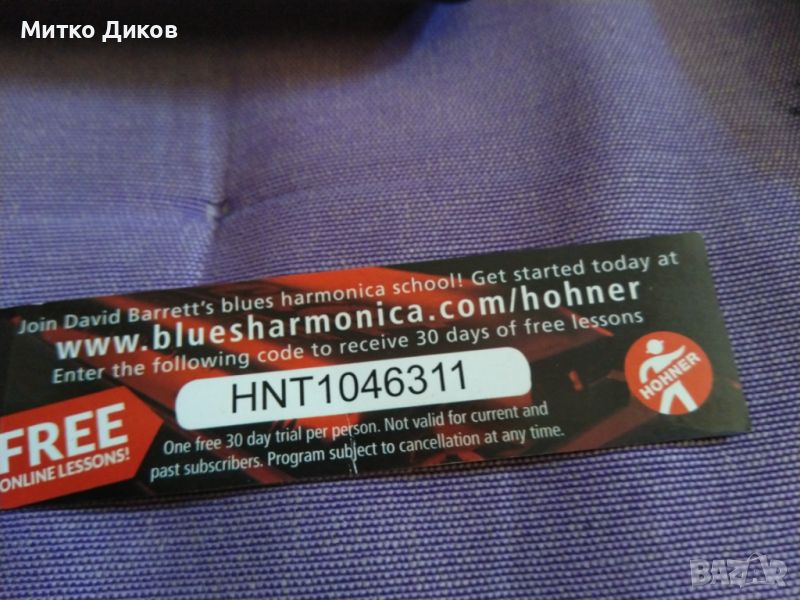 Митко Диков
Join David Barrett's blues harmonica school! Get started today at
www.bluesharmonica.com/hohner
Enter the following code to receive 30 days of free lessons
HNT1046311
HOHNER
FREE
ONLINE LESSONS!
One free 30 day trial per person. Not valid for current and
past subscribers. Program subject to cancellation at any time.
BAZAR